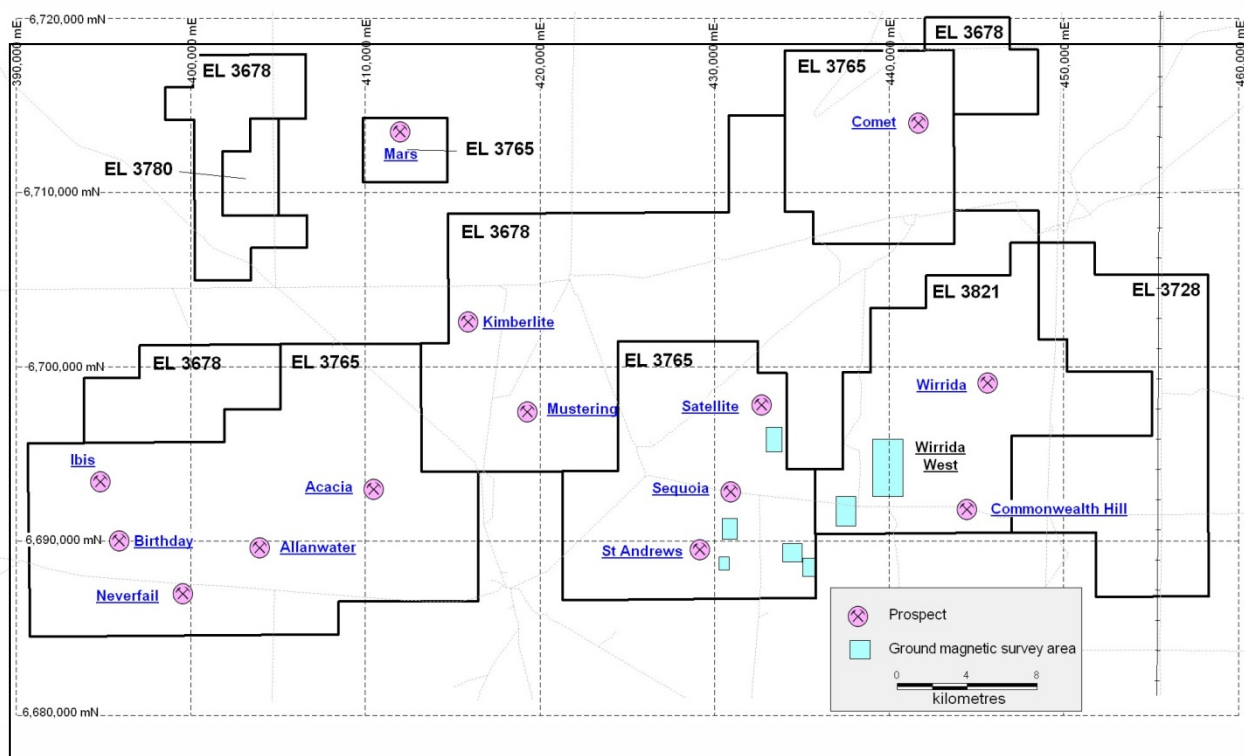 6,720,000 mN
390,000 mE
400,000 mE
410,000 mE
420,000 mE
430,000 mE
440,000 mE
450,000 mE
460,000 mE
EL 3678
EL 3678
EL 3765
Comet
Mars
EL 3765
EL 3780
6,710,000 mN
EL 3678
EL 3821
EL 3728
Kimberlite
6,700,000 mN
EL 3678
EL 3765
EL 3765
Wirrida
Mustering
Satellite
Wirrida
West
Ibis
Acacia
Sequoia
Commonwealth Hill
6,690,000 mN
Birthday
Allanwater
St Andrews
Neverfail
Prospect
Ground magnetic survey area
0 4 8
kilometres
6,680,000 mN